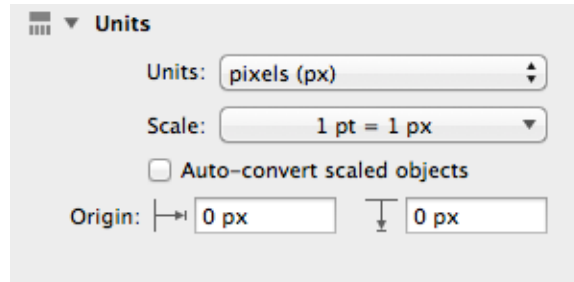 Units
Units: pixels (px)
Scale: 1 pt = 1 px
Auto-convert scaled objects
Origin: 0 px 0 px